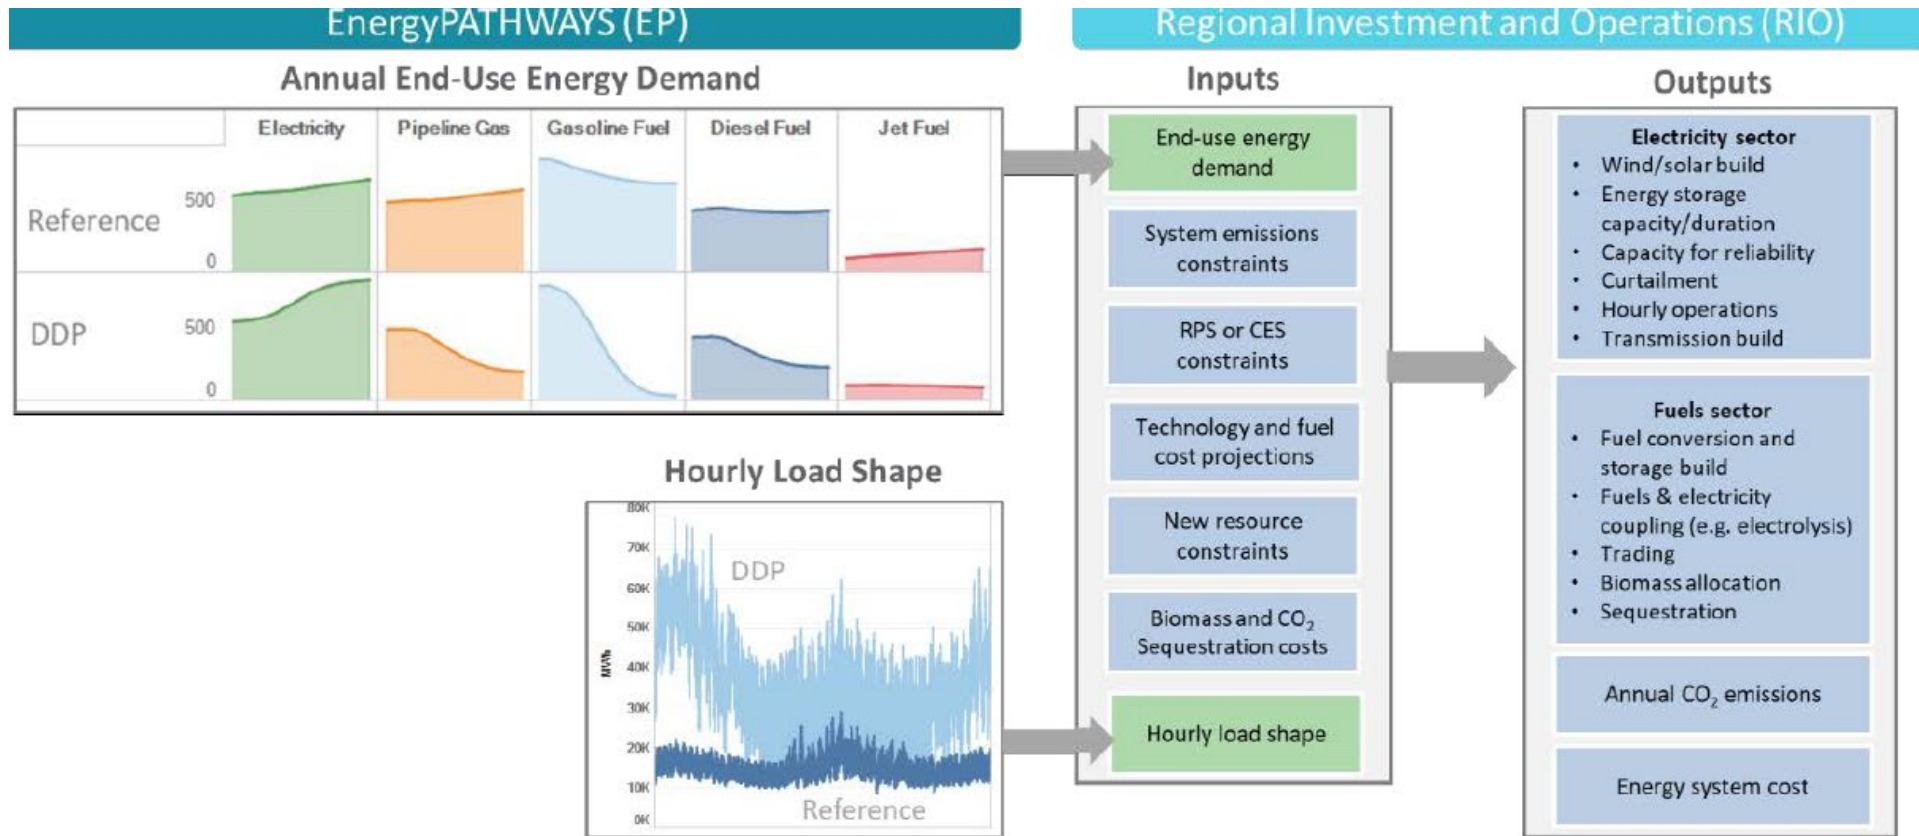 EnergyPATHWAYS (EP)
Regional Investment and Operations (RIO)
Annual End-Use Energy Demand
Electricity
Pipeline Gas
Gasoline Fuel
Diesel Fuel
Jet Fuel
Reference
500
0
DDP
500
0
Hourly Load Shape
80K
70K
60K
50K
40K
30K
20K
10K
0K
MWh
DDP
Reference
Inputs
End-use energy
demand
System emissions
constraints
RPS or CES
constraints
Technology and fuel
cost projections
New resource
constraints
Biomass and CO₂
Sequestration costs
Hourly load shape
Outputs
Electricity sector
• Wind/solar build
• Energy storage
capacity/duration
• Capacity for reliability
• Curtailment
• Hourly operations
• Transmission build
Fuels sector
• Fuel conversion and
storage build
• Fuels & electricity
coupling (e.g. electrolysis)
• Trading
• Biomass allocation
• Sequestration
Annual CO₂ emissions
Energy system cost